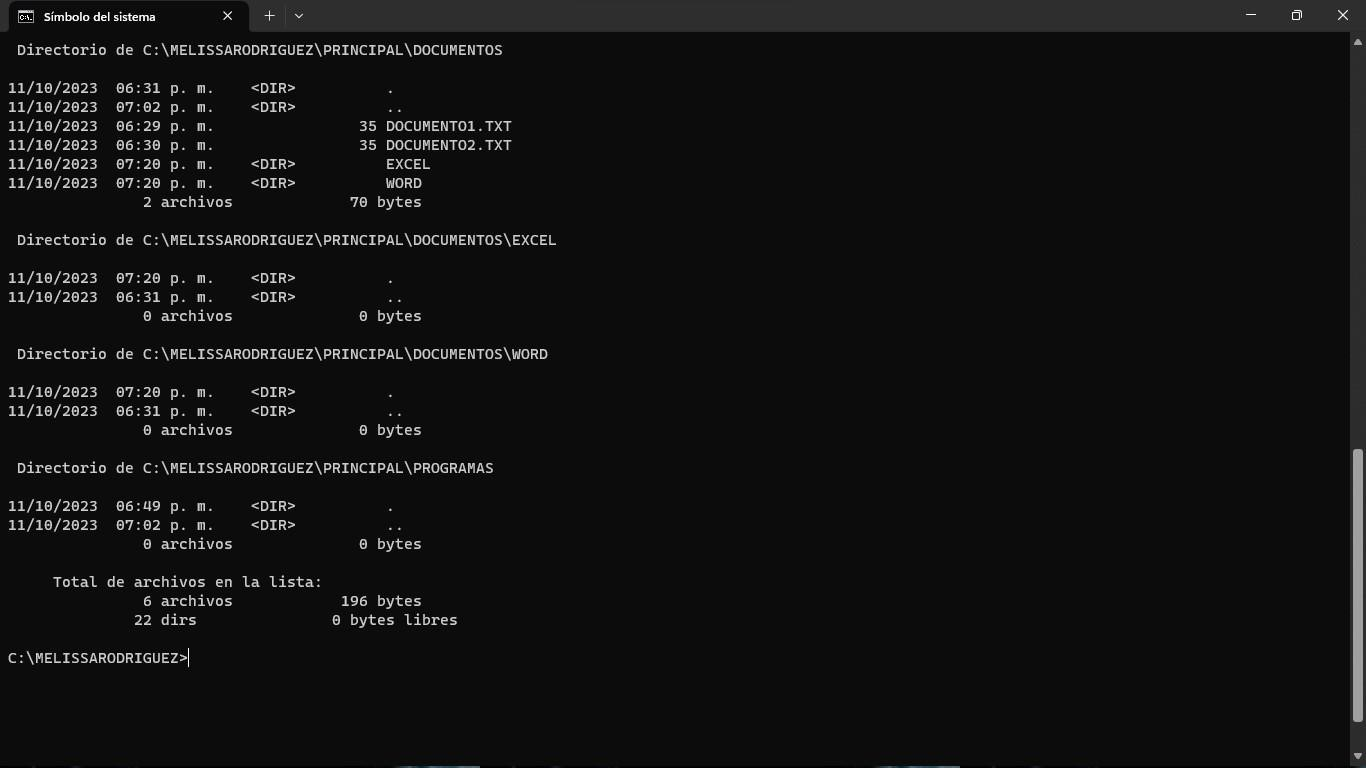 Símbolo del sistema
 Directorio de C:\MELISSARODRIGUEZ\PRINCIPAL\DOCUMENTOS
11/10/2023  06:31 p. m.    <DIR>          .
11/10/2023  07:02 p. m.    <DIR>          ..
11/10/2023  06:29 p. m.                35 DOCUMENTO1.TXT
11/10/2023  06:30 p. m.                35 DOCUMENTO2.TXT
11/10/2023  07:20 p. m.    <DIR>          EXCEL
11/10/2023  07:20 p. m.    <DIR>          WORD
               2 archivos             70 bytes
 Directorio de C:\MELISSARODRIGUEZ\PRINCIPAL\DOCUMENTOS\EXCEL
11/10/2023  07:20 p. m.    <DIR>          .
11/10/2023  06:31 p. m.    <DIR>          ..
               0 archivos              0 bytes
 Directorio de C:\MELISSARODRIGUEZ\PRINCIPAL\DOCUMENTOS\WORD
11/10/2023  07:20 p. m.    <DIR>          .
11/10/2023  06:31 p. m.    <DIR>          ..
               0 archivos              0 bytes
 Directorio de C:\MELISSARODRIGUEZ\PRINCIPAL\PROGRAMAS
11/10/2023  06:49 p. m.    <DIR>          .
11/10/2023  07:02 p. m.    <DIR>          ..
               0 archivos              0 bytes
     Total de archivos en la lista:
               6 archivos            196 bytes
              22 dirs               0 bytes libres
C:\MELISSARODRIGUEZ>